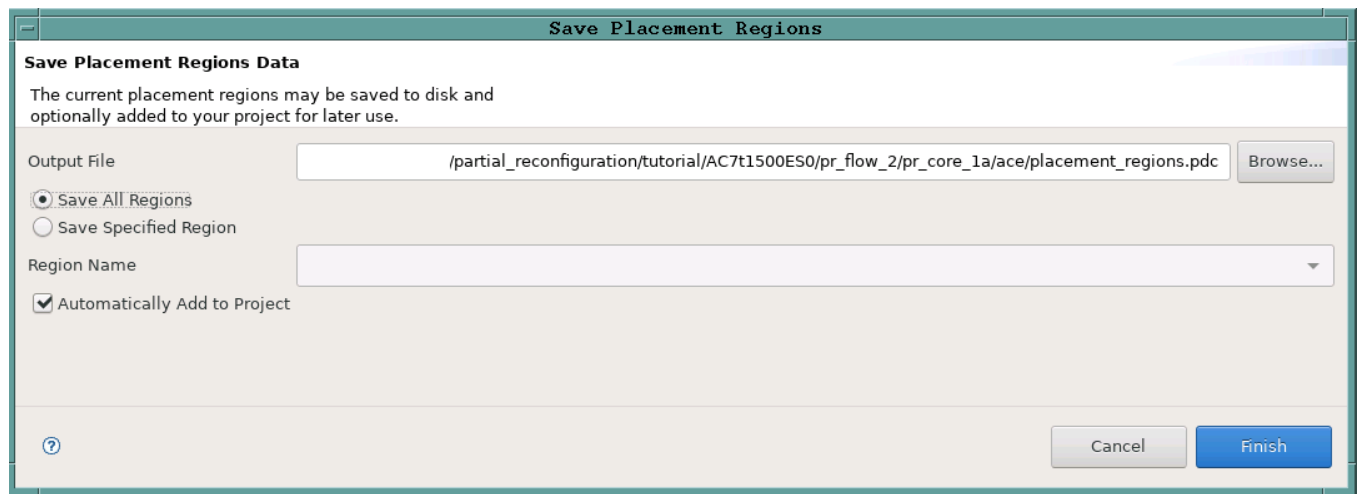 Save Placement Regions
Save Placement Regions Data
The current placement regions may be saved to disk and
optionally added to your project for later use.
Output File /partial_reconfiguration/tutorial/AC7t1500ES0/pr_flow_2/pr_core_1a/ace/placement_regions.pdc Browse...
Save All Regions
Save Specified Region
Region Name
Automatically Add to Project
? Cancel Finish